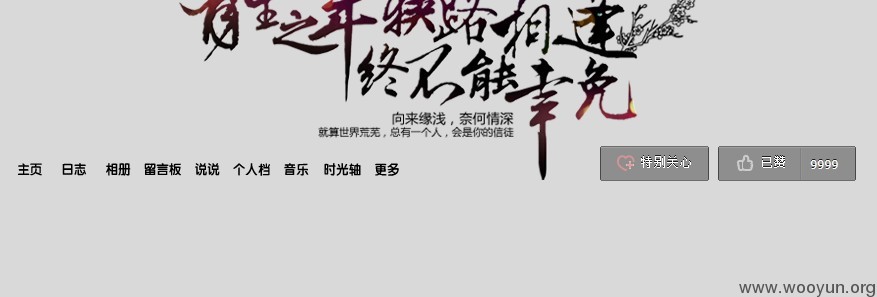 有生之年狭路相逢
终不能幸免
向来缘浅，奈何情深
就算世界荒芜，总有一个人，会是你的信徒
主页 日志 相册 留言板 说说 个人档 音乐 时光轴 更多
特别关心 已赞 9999
www.wooyun.org